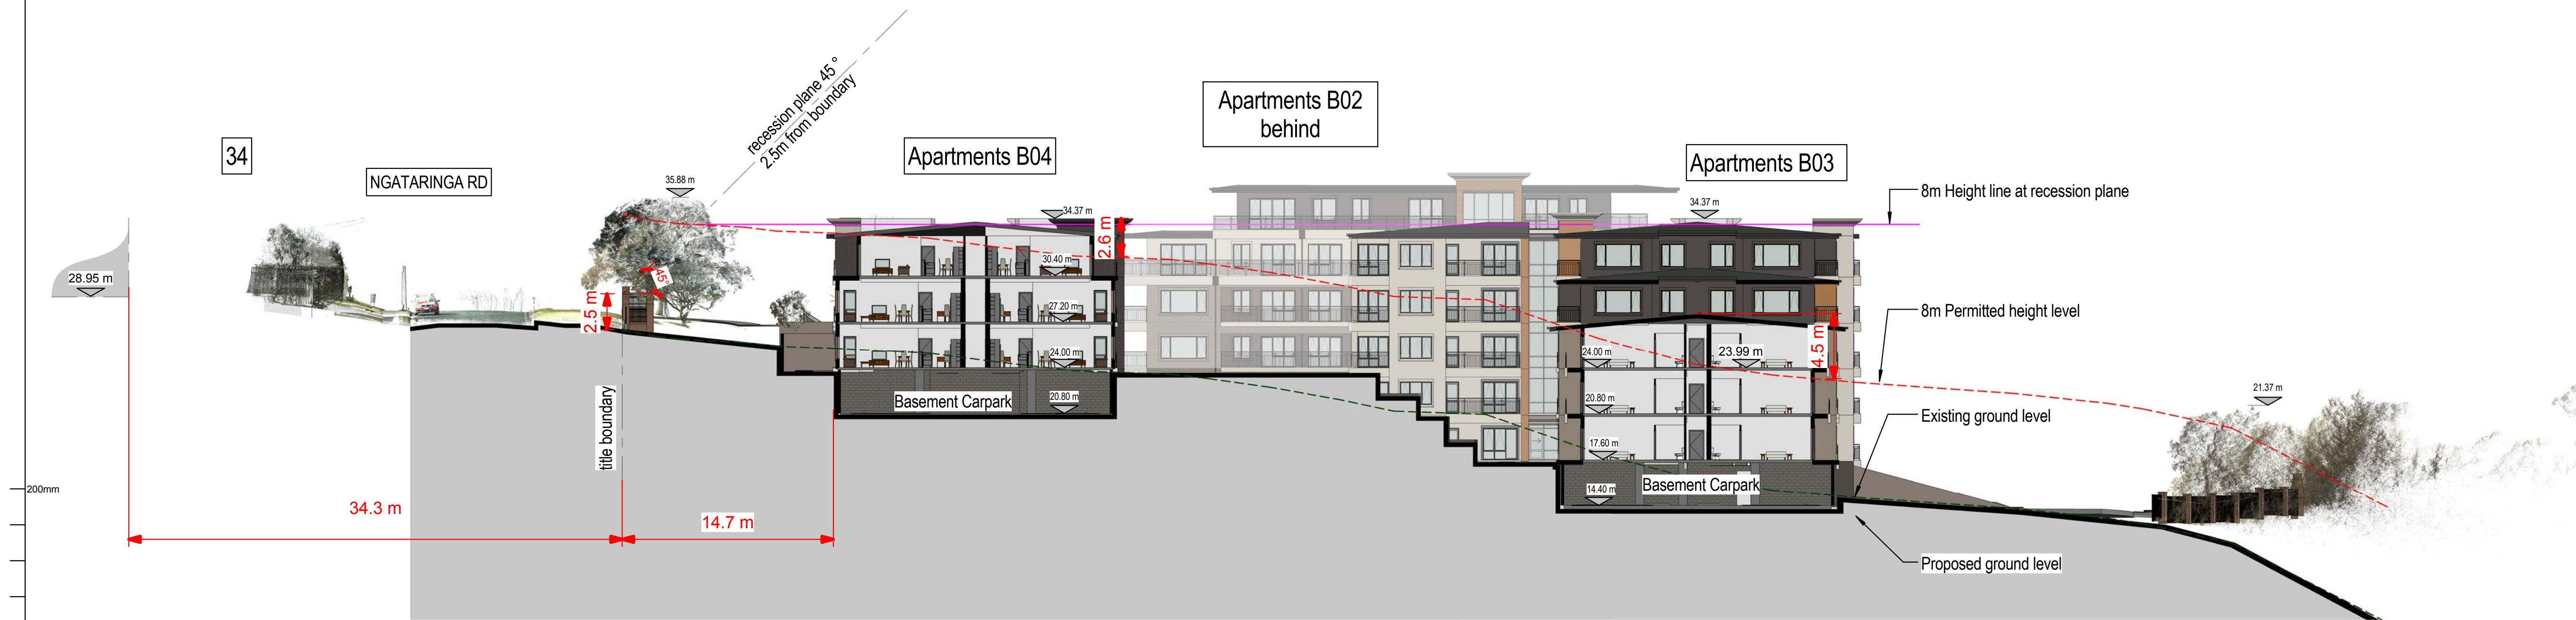 recession plane 45 °
2.5m from boundary
Apartments B02
behind
34
Apartments B04
Apartments B03
NGATARINGA RD
35.88 m
8m Height line at recession plane
34.37 m
34.37 m
2.6 m
28.95 m
45°
30.40 m
2.5 m
27.20 m
8m Permitted height level
24.00 m
24.00 m
23.99 m
4.5 m
21.37 m
Basement Carpark
20.80 m
20.80 m
Existing ground level
title boundary
17.60 m
200mm
14.40 m
Basement Carpark
34.3 m
14.7 m
Proposed ground level